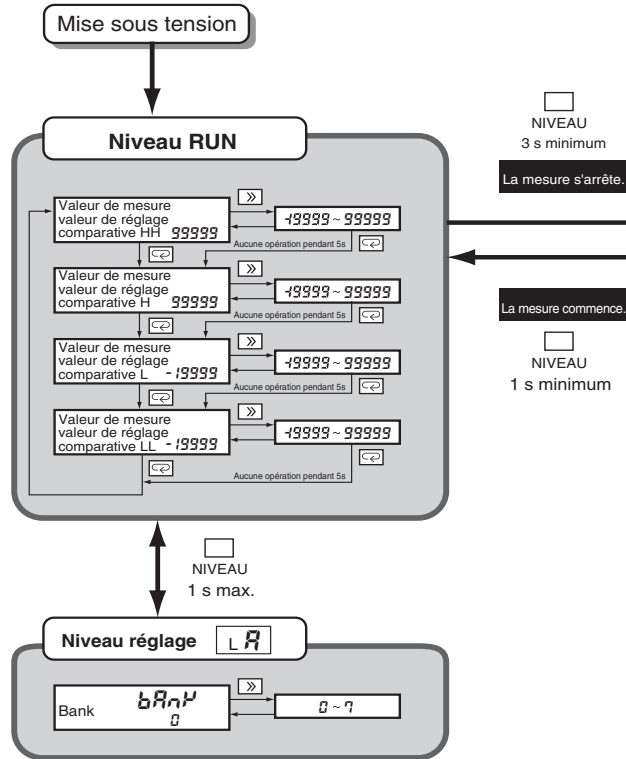 Mise sous tension
Niveau RUN
NIVEAU
3 s minimum
La mesure s'arrête.
Valeur de mesure
valeur de réglage
comparative HH 99999
»
-19999 ~ 99999
Aucune opération pendant 5s
Valeur de mesure
valeur de réglage
comparative H 99999
»
-19999 ~ 99999
Aucune opération pendant 5s
La mesure commence.
NIVEAU
1 s minimum
Valeur de mesure
valeur de réglage
comparative L -19999
»
-19999 ~ 99999
Aucune opération pendant 5s
Valeur de mesure
valeur de réglage
comparative LL -19999
»
-19999 ~ 99999
Aucune opération pendant 5s
NIVEAU
1 s max.
Niveau réglage L A
Bank bAnK
0
»
0 ~ 7